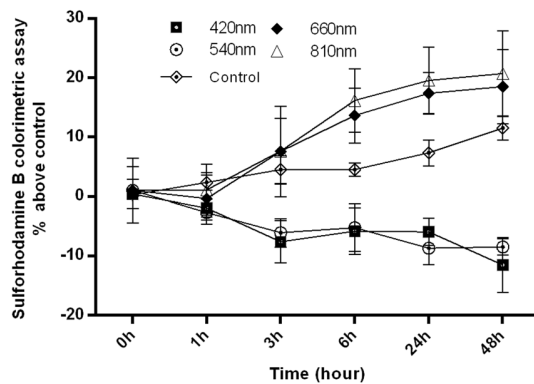 420nm 660nm
540nm 810nm
Control
Sulforhodamine B colorimetric assay
% above control
30
20
10
0
-10
-20
0h 1h 3h 6h 24h 48h
Time (hour)